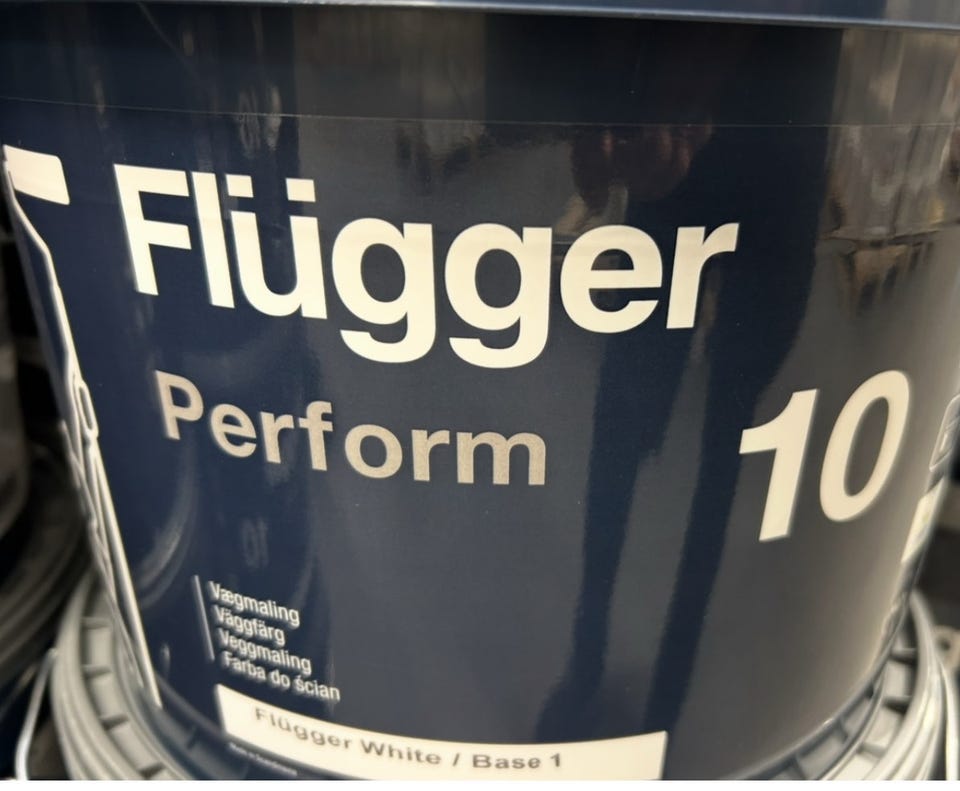 Flügger
Perform
10
Vægmaling
Väggfärg
Veggmaling
Farba do ścian
Flügger White / Base 1